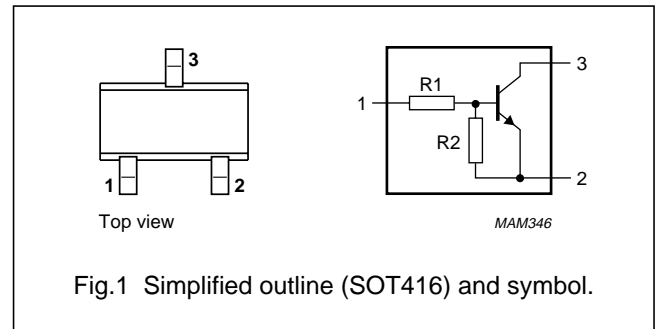 3
1
2
Top view
1
R1
R2
3
2
MAM346
Fig.1 Simplified outline (SOT416) and symbol.